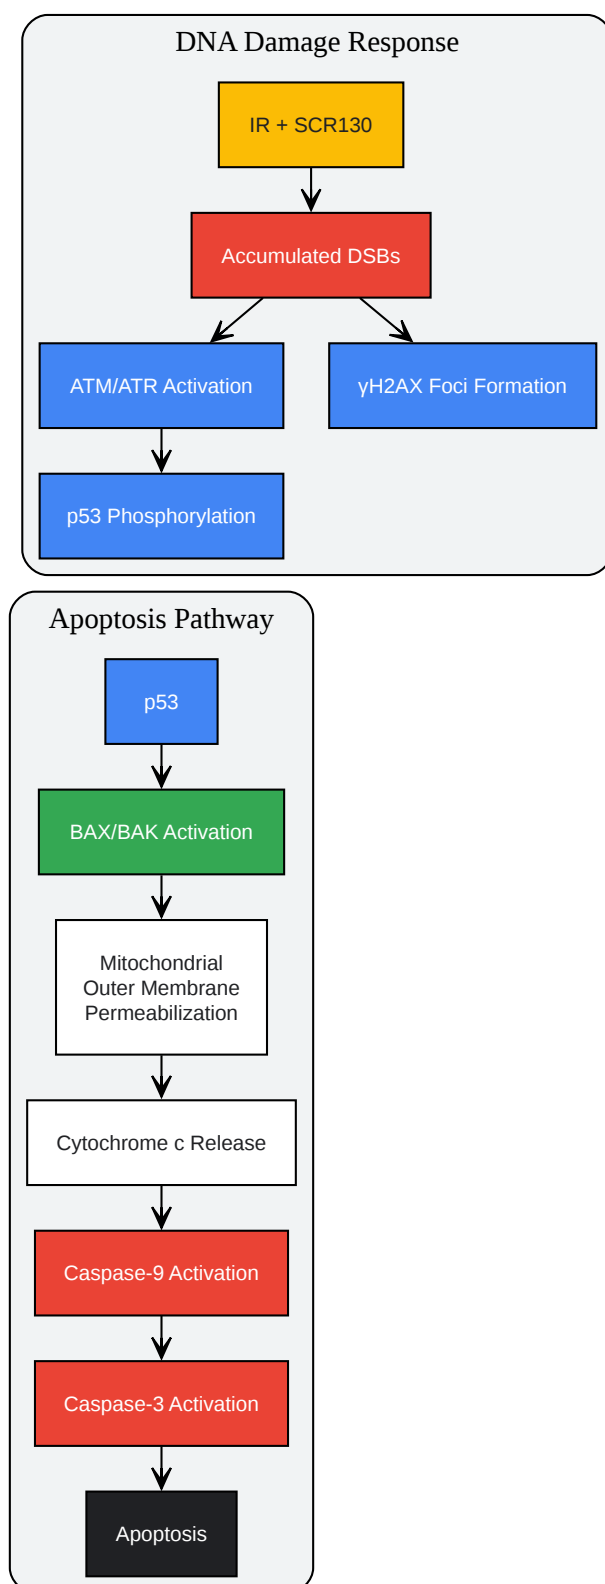 DNA Damage Response
IR + SCR130
Accumulated DSBs
ATM/ATR Activation
γH2AX Foci Formation
p53 Phosphorylation
Apoptosis Pathway
p53
BAX/BAK Activation
Mitochondrial
Outer Membrane
Permeabilization
Cytochrome c Release
Caspase-9 Activation
Caspase-3 Activation
Apoptosis